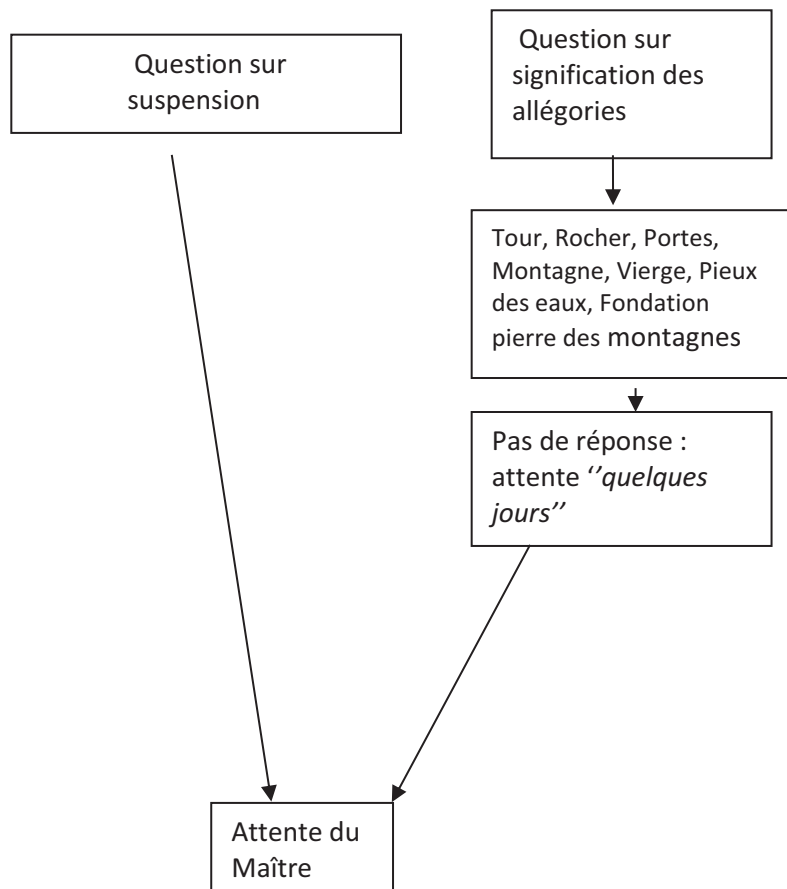 Question sur
suspension
Question sur
signification des
allégories
Tour, Rocher, Portes,
Montagne, Vierge, Pieux
des eaux, Fondation
pierre des montagnes
Pas de réponse :
attente ‘’quelques
jours’’
Attente du
Maître